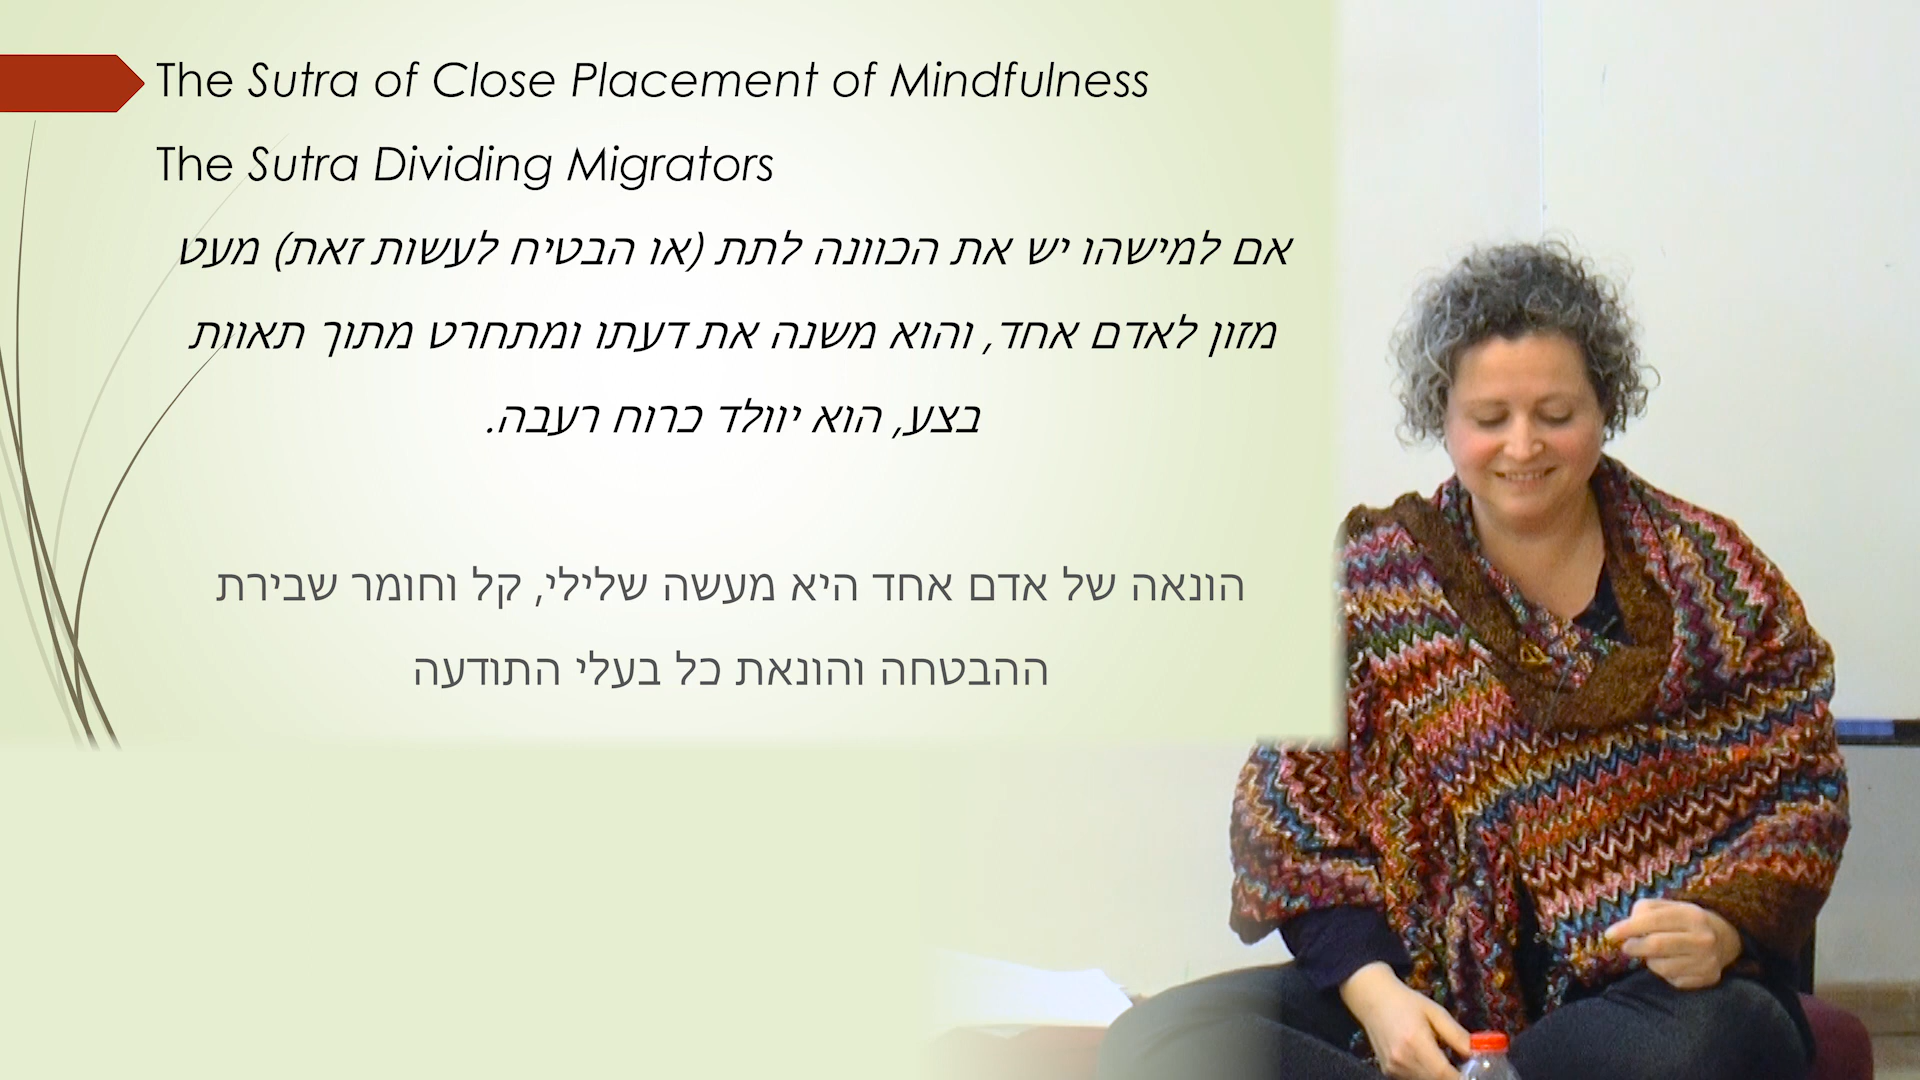 The Sutra of Close Placement of Mindfulness
The Sutra Dividing Migrators
אם למישהו יש את הכוונה לתת (או הבטיח לעשות זאת) מעט
מזון לאדם אחד, והוא משנה את דעתו ומתחרט מתוך תאוות
בצע, הוא יוולד כרוח רעבה.
הונאה של אדם אחד היא מעשה שלילי, קל וחומר שבירת
ההבטחה והונאת כל בעלי התודעה